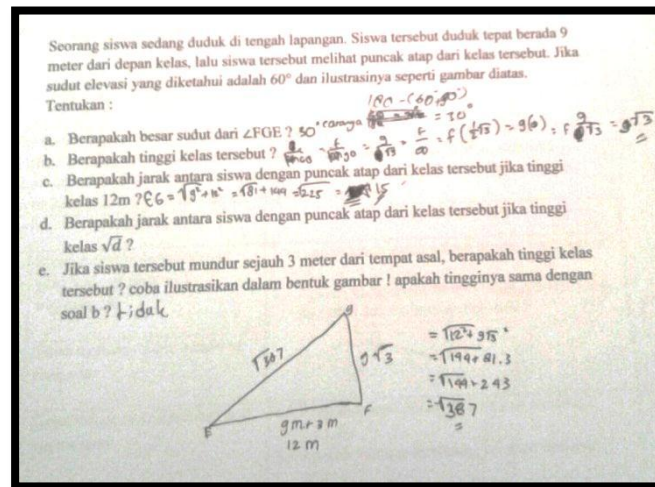 Seorang siswa sedang duduk di tengah lapangan. Siswa tersebut duduk tepat berada 9
meter dari depan kelas, lalu siswa tersebut melihat puncak atap dari kelas tersebut. Jika
sudut elevasi yang diketahui adalah 60° dan ilustrasinya seperti gambar diatas.
Tentukan :
180 - (60+90)
a. Berapakah besar sudut dari ∠FGE ? 30° caranya = 30°
b. Berapakah tinggi kelas tersebut ?
c. Berapakah jarak antara siswa dengan puncak atap dari kelas tersebut jika tinggi
kelas 12m ? EG = √9²+12² = √81+144 = √225 = 15
d. Berapakah jarak antara siswa dengan puncak atap dari kelas tersebut jika tinggi
kelas √d ?
e. Jika siswa tersebut mundur sejauh 3 meter dari tempat asal, berapakah tinggi kelas
tersebut ? coba ilustrasikan dalam bentuk gambar ! apakah tingginya sama dengan
soal b ? tidak
g
√387
9√3
E
F
9m+3m
12 m
= √144+81.3
= √144+243
= √387